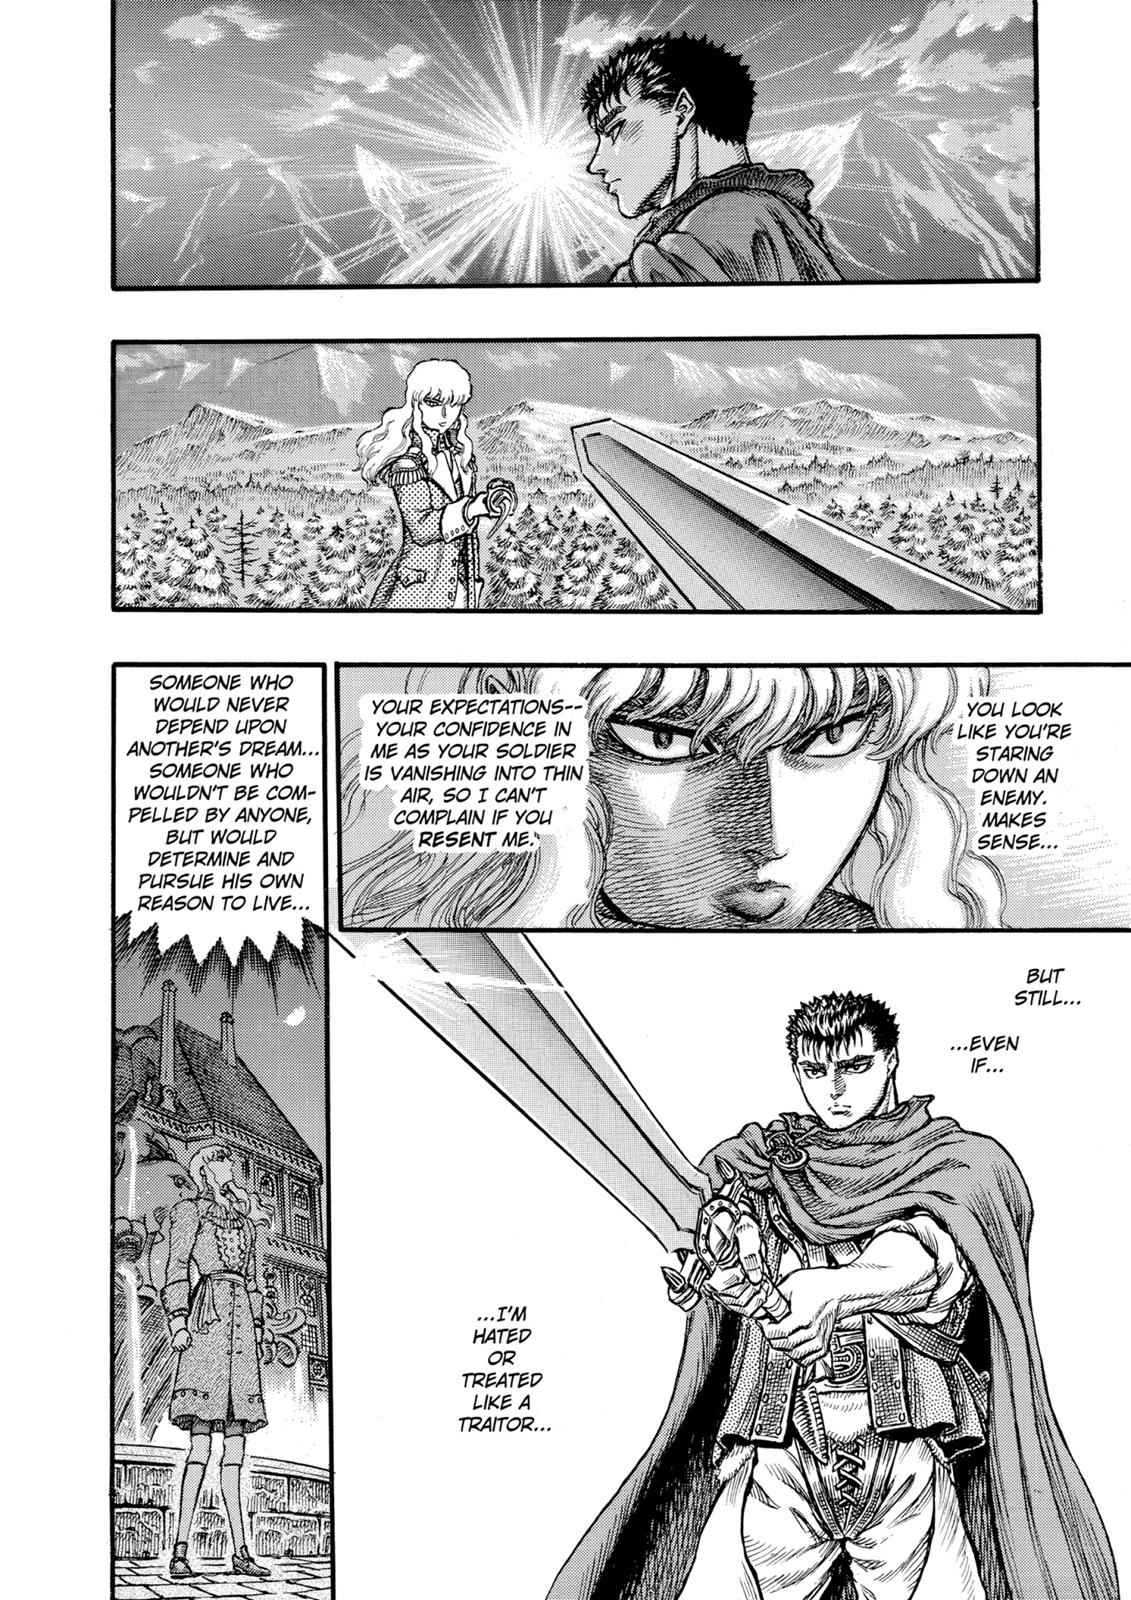 YOU LOOK
LIKE YOU'RE
STARING
DOWN AN
ENEMY.
MAKES
SENSE...
YOUR EXPECTATIONS--
YOUR CONFIDENCE IN
ME AS YOUR SOLDIER
IS VANISHING INTO THIN
AIR, SO I CAN'T
COMPLAIN IF YOU
RESENT ME.
SOMEONE WHO
WOULD NEVER
DEPEND UPON
ANOTHER'S DREAM...
SOMEONE WHO
WOULDN'T BE COM-
PELLED BY ANYONE,
BUT WOULD
DETERMINE AND
PURSUE HIS OWN
REASON TO LIVE...
BUT
STILL...
...EVEN
IF...
...I'M
HATED
OR
TREATED
LIKE A
TRAITOR...